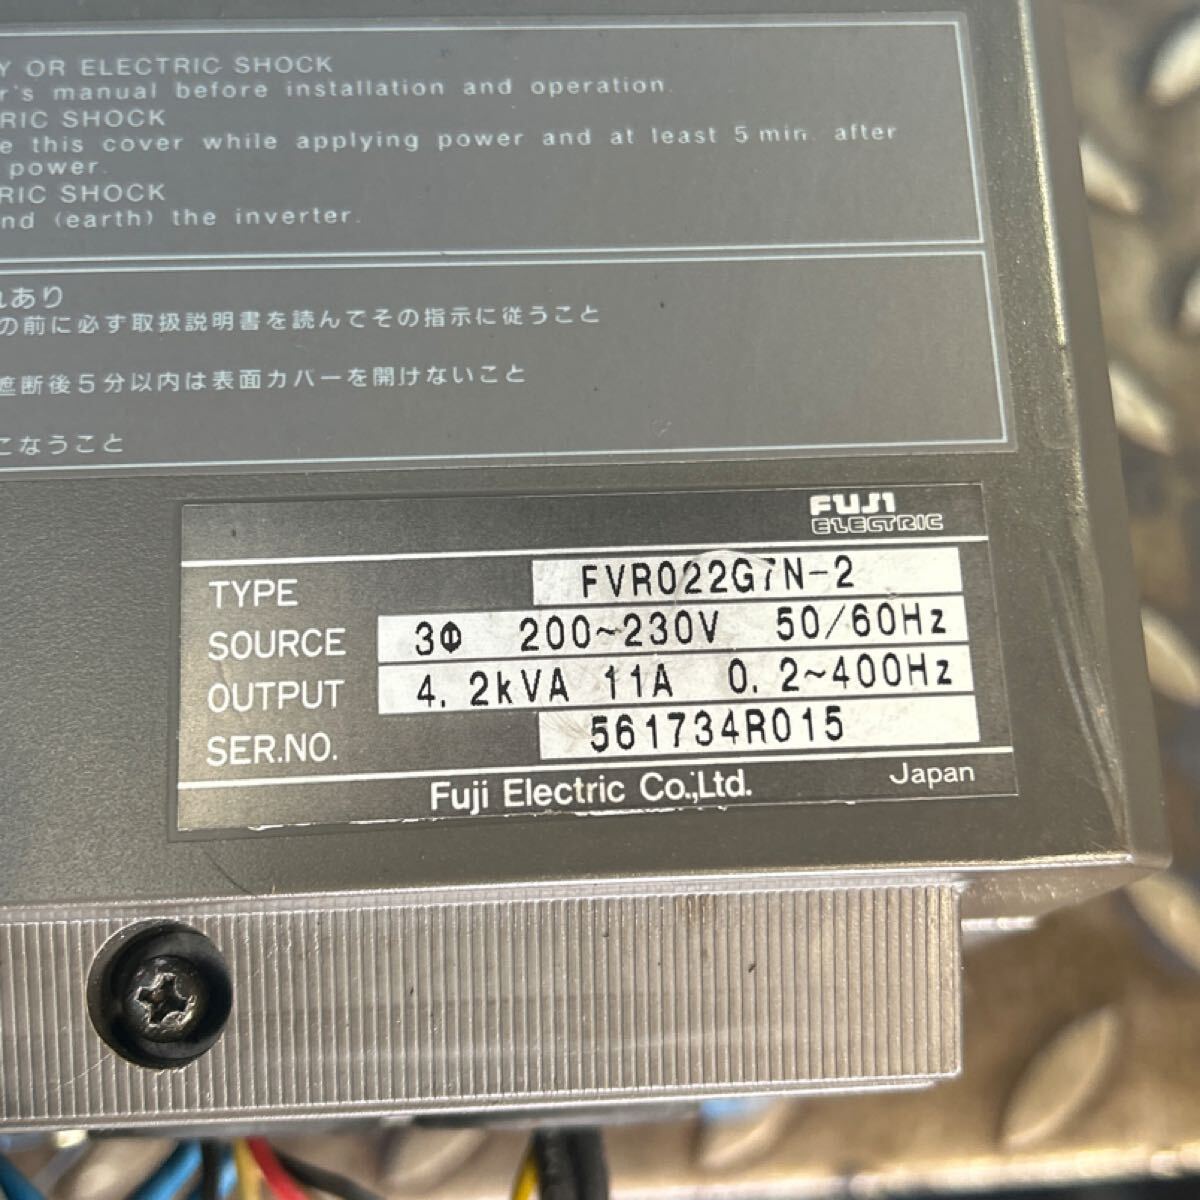 OR ELECTRIC SHOCK
manual before installation and operation.
SHOCK
this cover while applying power and at least 5 min. after
power.
SHOCK
(earth) the inverter.
れあり
の前に必ず取扱説明書を読んでその指示に従うこと
遮断後5分以内は表面カバーを開けないこと
こなうこと
FUJI
ELECTRIC
TYPE FVR022G7N-2
SOURCE 3Φ 200~230V 50/60Hz
OUTPUT 4.2kVA 11A 0.2~400Hz
SER.NO. 561734R015
Fuji Electric Co.,Ltd. Japan